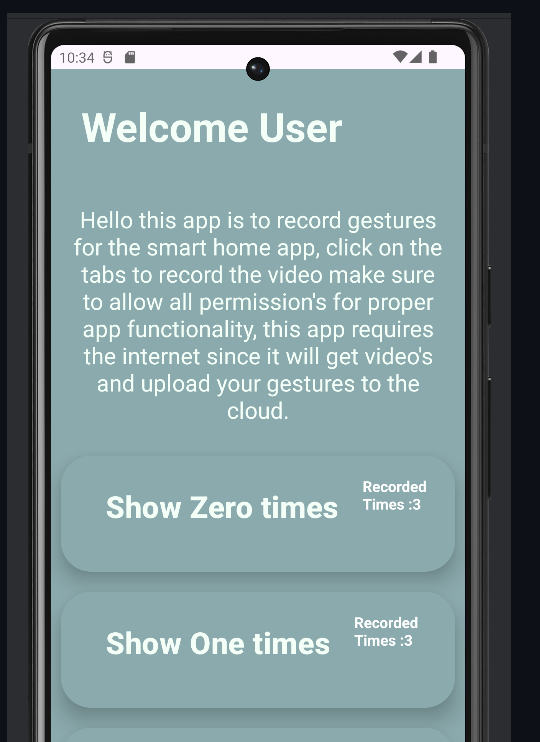 10:34
Welcome User
Hello this app is to record gestures
for the smart home app, click on the
tabs to record the video make sure
to allow all permission's for proper
app functionality, this app requires
the internet since it will get video's
and upload your gestures to the
cloud.
Show Zero times
Recorded
Times :3
Show One times
Recorded
Times :3